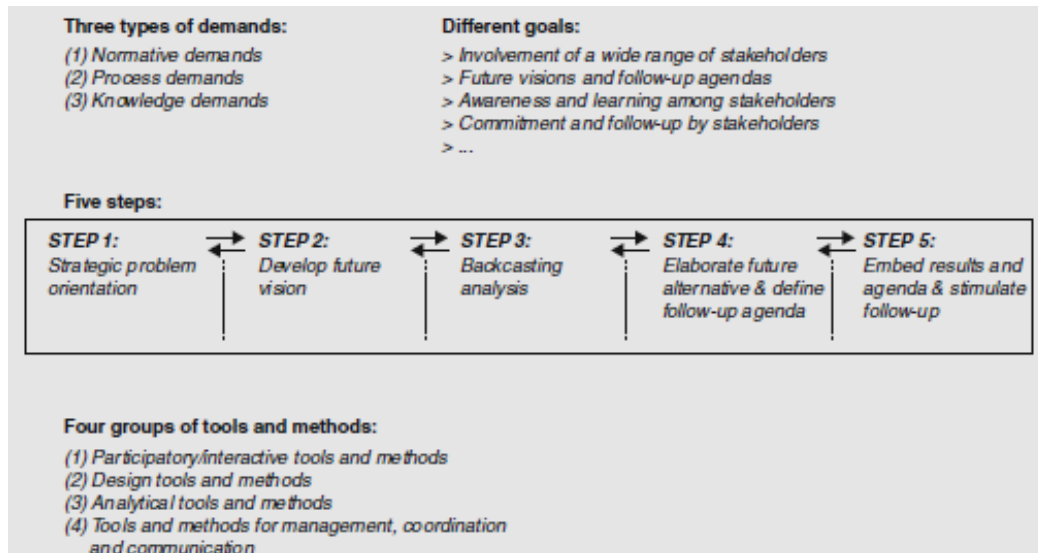 Three types of demands:
(1) Normative demands
(2) Process demands
(3) Knowledge demands
Different goals:
> Involvement of a wide range of stakeholders
> Future visions and follow-up agendas
> Awareness and learning among stakeholders
> Commitment and follow-up by stakeholders
> ...
Five steps:
STEP 1:
Strategic problem
orientation
STEP 2:
Develop future
vision
STEP 3:
Backcasting
analysis
STEP 4:
Elaborate future
alternative & define
follow-up agenda
STEP 5:
Embed results and
agenda & stimulate
follow-up
Four groups of tools and methods:
(1) Participatory/interactive tools and methods
(2) Design tools and methods
(3) Analytical tools and methods
(4) Tools and methods for management, coordination
and communication